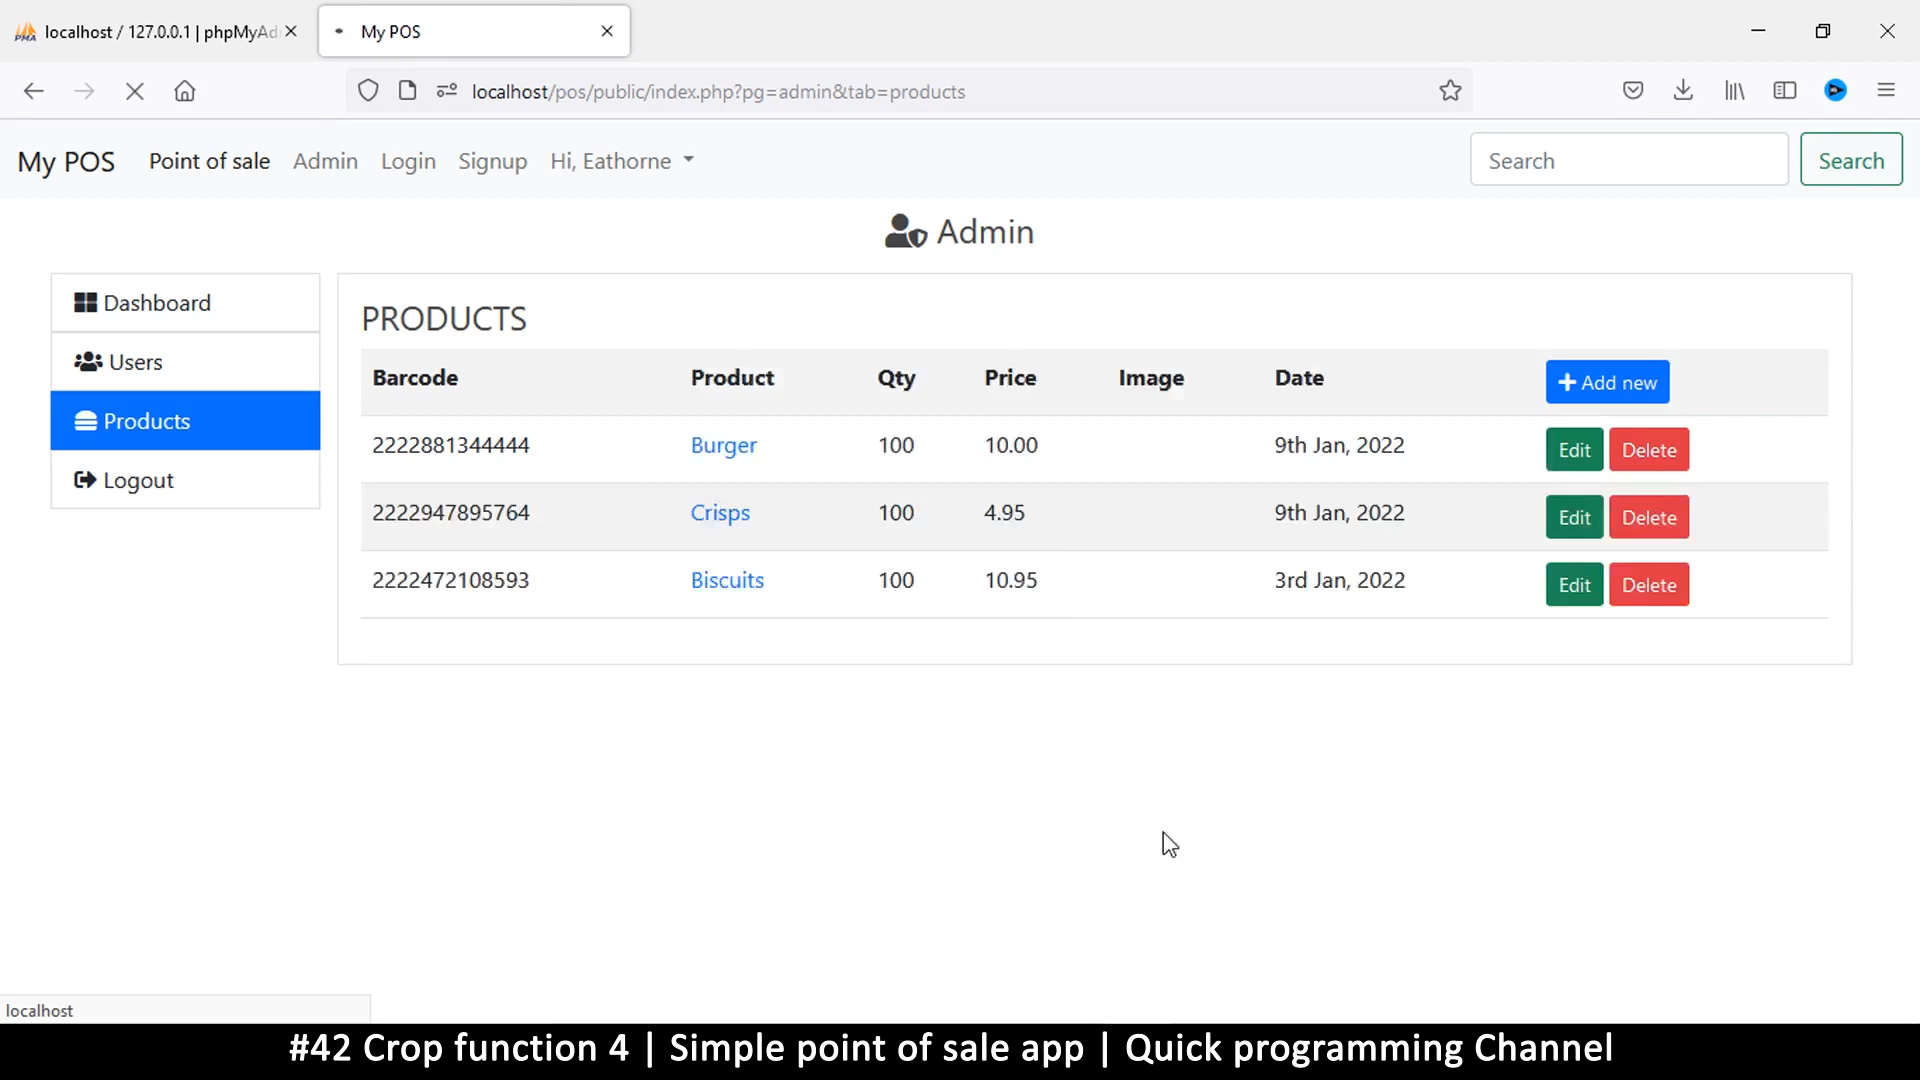 localhost / 127.0.0.1 | phpMyAd
My POS
localhost/pos/public/index.php?pg=admin&tab=products
My POS Point of sale Admin Login Signup Hi, Eathorne Search Search
Admin
Dashboard
Users
Products
Logout
PRODUCTS
Barcode Product Qty Price Image Date Add new
2222881344444 Burger 100 10.00 9th Jan, 2022 Edit Delete
2222947895764 Crisps 100 4.95 9th Jan, 2022 Edit Delete
2222472108593 Biscuits 100 10.95 3rd Jan, 2022 Edit Delete
localhost
#42 Crop function 4 | Simple point of sale app | Quick programming Channel